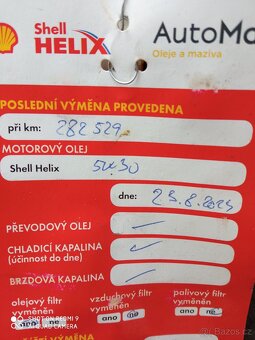 Shell
HELIX
AutoMo
Oleje a maziva
POSLEDNÍ VÝMĚNA PROVEDENA
při km: 282 529
MOTOROVÝ OLEJ
Shell Helix 5W30
dne: 23.8.2023
PŘEVODOVÝ OLEJ
CHLADICÍ KAPALINA
(účinnost do dne)
BRZDOVÁ KAPALINA
olejový filtr vzduchový filtr palivový filtr
vyměněn vyměněn vyměněn
ano ne ano ne ano ne
SHOT ON REDMI 9
AI QUAD CAMERA
Bazoš.cz